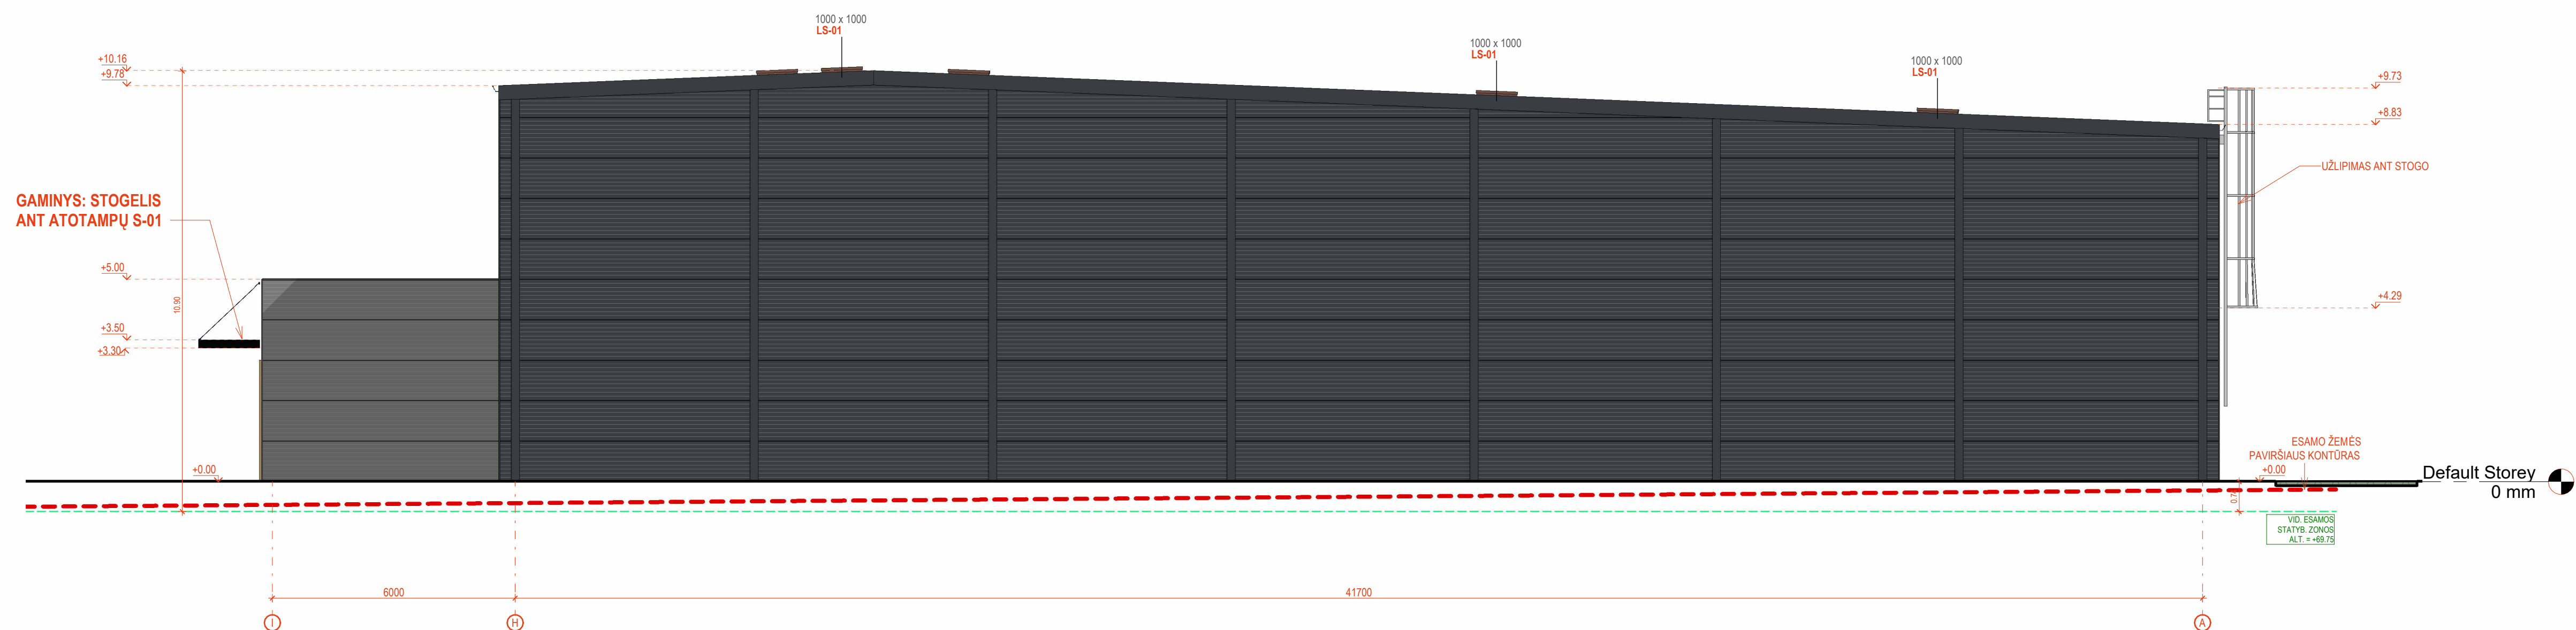 1000 x 1000
LS-01
1000 x 1000
LS-01
1000 x 1000
LS-01
+10.16
+9.78
+9.73
+8.83
UŽLIPIMAS ANT STOGO
GAMINYS: STOGELIS
ANT ATOTAMPŲ S-01
+5.00
10.90
+4.29
+3.50
+3.30
+0.00
ESAMO ŽEMĖS
PAVIRŠIAUS KONTŪRAS
+0.00
Default Storey
0 mm
VID. ESAMOS
STATYB. ZONOS
ALT. = +69.75
6000
41700
I
H
A